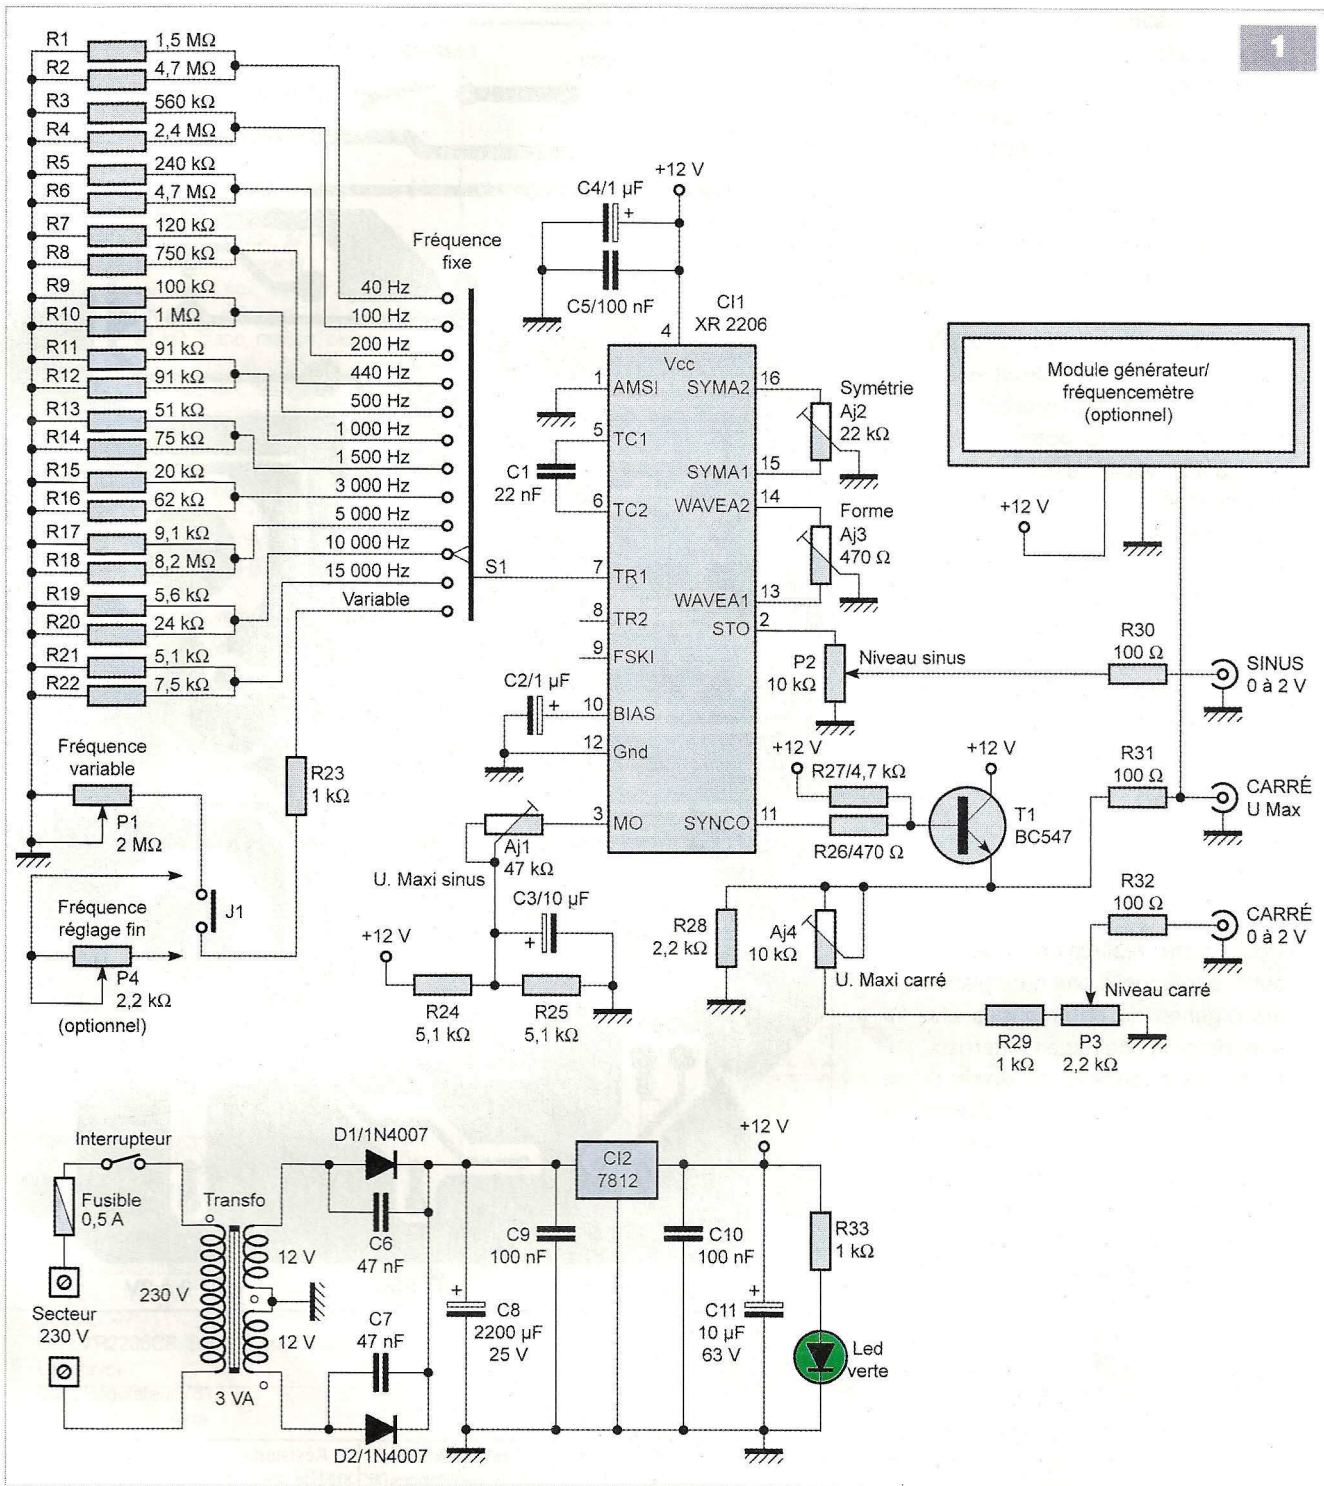 1
R1 1,5 MΩ
R2 4,7 MΩ
R3 560 kΩ
R4 2,4 MΩ
R5 240 kΩ
R6 4,7 MΩ
R7 120 kΩ
R8 750 kΩ
R9 100 kΩ
R10 1 MΩ
R11 91 kΩ
R12 91 kΩ
R13 51 kΩ
R14 75 kΩ
R15 20 kΩ
R16 62 kΩ
R17 9,1 kΩ
R18 8,2 MΩ
R19 5,6 kΩ
R20 24 kΩ
R21 5,1 kΩ
R22 7,5 kΩ
Fréquence
fixe
40 Hz
100 Hz
200 Hz
440 Hz
500 Hz
1 000 Hz
1 500 Hz
3 000 Hz
5 000 Hz
10 000 Hz
15 000 Hz
Variable
S1
Fréquence
variable
P1
2 MΩ
Fréquence
réglage fin
P4
2,2 kΩ
(optionnel)
J1
R23
1 kΩ
+12 V
C4/1 µF
+
C5/100 nF
CI1
XR 2206
4
Vcc
1
AMSI
5
TC1
C1
22 nF
6
TC2
7
TR1
8
TR2
9
FSKI
C2/1 µF
+
10
BIAS
12
Gnd
3
MO
16
SYMA2
15
SYMA1
14
WAVEA2
13
WAVEA1
2
STO
11
SYNCO
Symétrie
Aj2
22 kΩ
Forme
Aj3
470 Ω
P2
10 kΩ
Niveau sinus
Aj1
47 kΩ
U. Maxi sinus
C3/10 µF
+
+12 V
R24
5,1 kΩ
R25
5,1 kΩ
+12 V
R27/4,7 kΩ
R26/470 Ω
+12 V
T1
BC547
R28
2,2 kΩ
Aj4
10 kΩ
U. Maxi carré
R29
1 kΩ
P3
2,2 kΩ
Niveau carré
Module générateur/
fréquencemètre
(optionnel)
+12 V
R30
100 Ω
SINUS
0 à 2 V
R31
100 Ω
CARRÉ
U Max
R32
100 Ω
CARRÉ
0 à 2 V
Interrupteur
Fusible
0,5 A
Transfo
Secteur
230 V
230 V
12 V
12 V
3 VA
D1/1N4007
C6
47 nF
C7
47 nF
D2/1N4007
+
C8
2200 µF
25 V
C9
100 nF
CI2
7812
C10
100 nF
+12 V
+
C11
10 µF
63 V
R33
1 kΩ
Led
verte